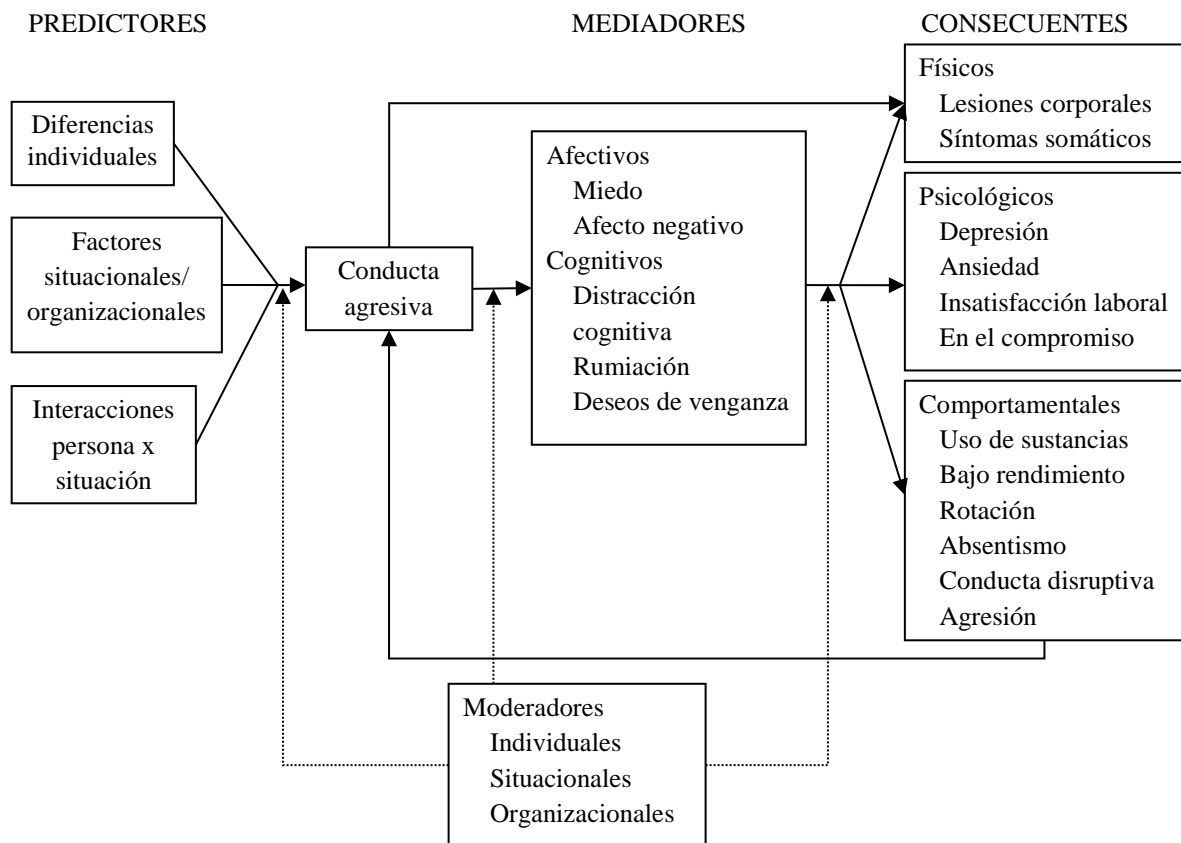 PREDICTORES
MEDIADORES
CONSECUENTES
Diferencias
individuales
Factores
situacionales/
organizacionales
Interacciones
persona x
situación
Conducta
agresiva
Afectivos
Miedo
Afecto negativo
Cognitivos
Distracción
cognitiva
Rumiación
Deseos de venganza
Físicos
Lesiones corporales
Síntomas somáticos
Psicológicos
Depresión
Ansiedad
Insatisfacción laboral
En el compromiso
Comportamentales
Uso de sustancias
Bajo rendimiento
Rotación
Absentismo
Conducta disruptiva
Agresión
Moderadores
Individuales
Situacionales
Organizacionales